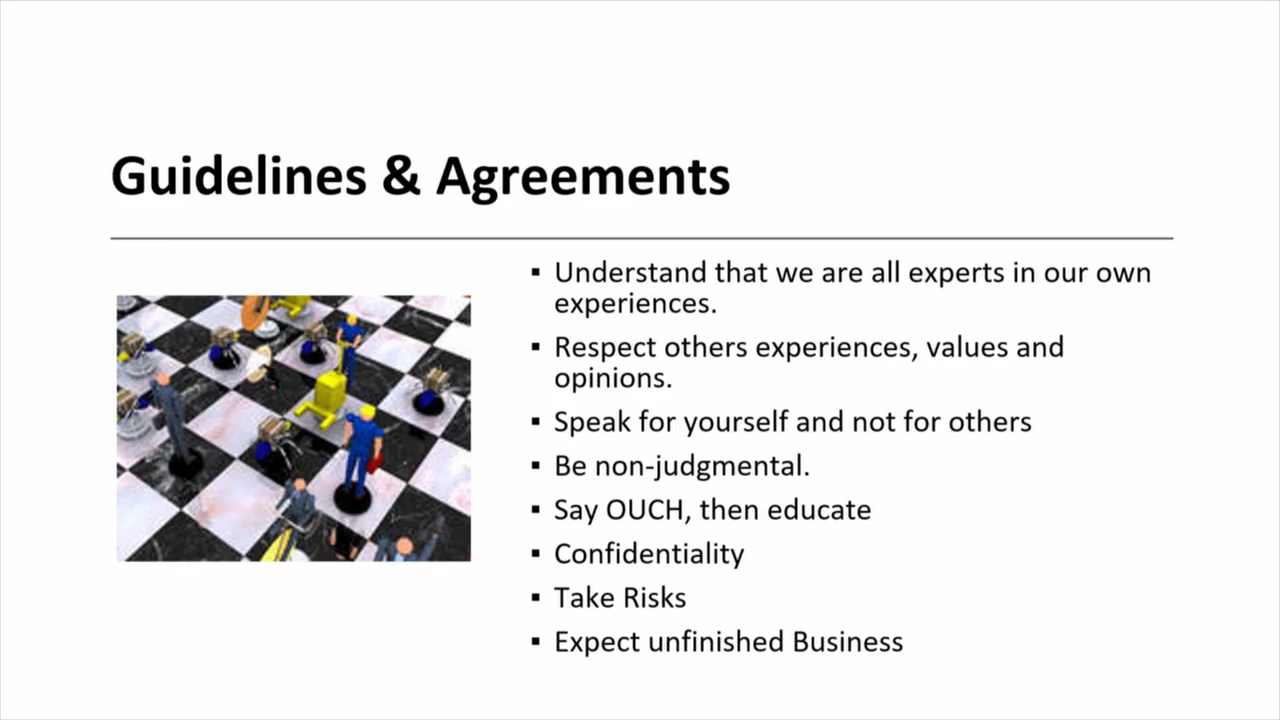 Guidelines & Agreements
▪ Understand that we are all experts in our own
experiences.
▪ Respect others experiences, values and
opinions.
▪ Speak for yourself and not for others
▪ Be non-judgmental.
▪ Say OUCH, then educate
▪ Confidentiality
▪ Take Risks
▪ Expect unfinished Business